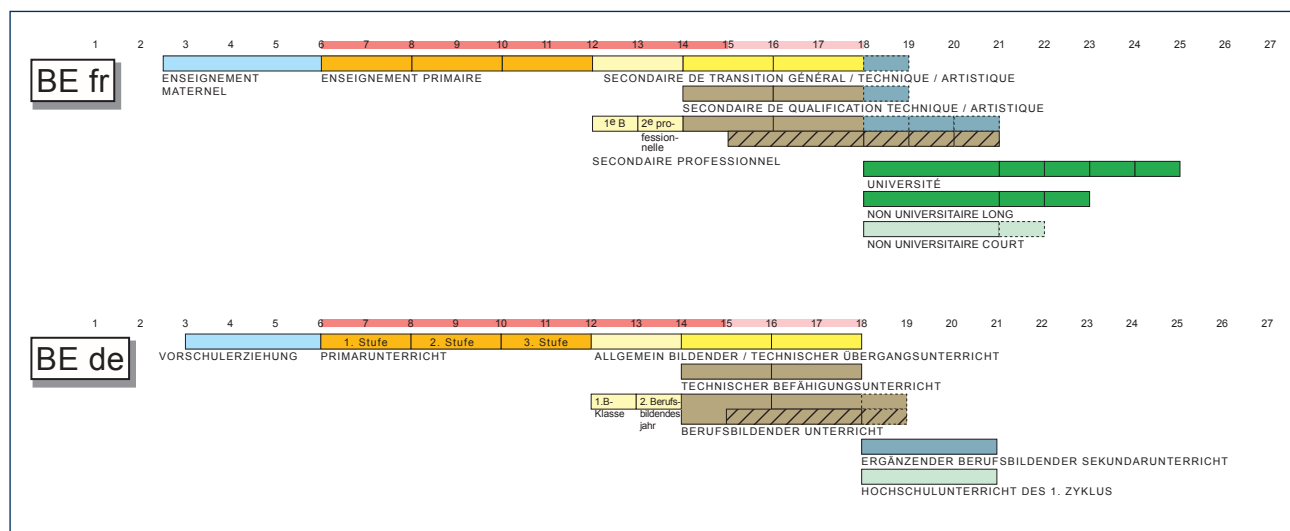 1 2 3 4 5 6 7 8 9 10 11 12 13 14 15 16 17 18 19 20 21 22 23 24 25 26 27
BE fr
ENSEIGNEMENT MATERNEL
ENSEIGNEMENT PRIMAIRE
SECONDAIRE DE TRANSITION GÉNÉRAL / TECHNIQUE / ARTISTIQUE
SECONDAIRE DE QUALIFICATION TECHNIQUE / ARTISTIQUE
1e B
2e pro-
fession-
nelle
SECONDAIRE PROFESSIONNEL
UNIVERSITÉ
NON UNIVERSITAIRE LONG
NON UNIVERSITAIRE COURT
1 2 3 4 5 6 7 8 9 10 11 12 13 14 15 16 17 18 19 20 21 22 23 24 25 26 27
BE de
1. Stufe 2. Stufe 3. Stufe
VORSCHULERZIEHUNG
PRIMARUNTERRICHT
ALLGEMEIN BILDENDER / TECHNISCHER ÜBERGANGSUNTERRICHT
TECHNISCHER BEFÄHIGUNGSUNTERRICHT
1.B-
Klasse
2. Berufs-
bildendes
jahr
BERUFSBILDENDER UNTERRICHT
ERGÄNZENDER BERUFSBILDENDER SEKUNDARUNTERRICHT
HOCHSCHULUNTERRICHT DES 1. ZYKLUS